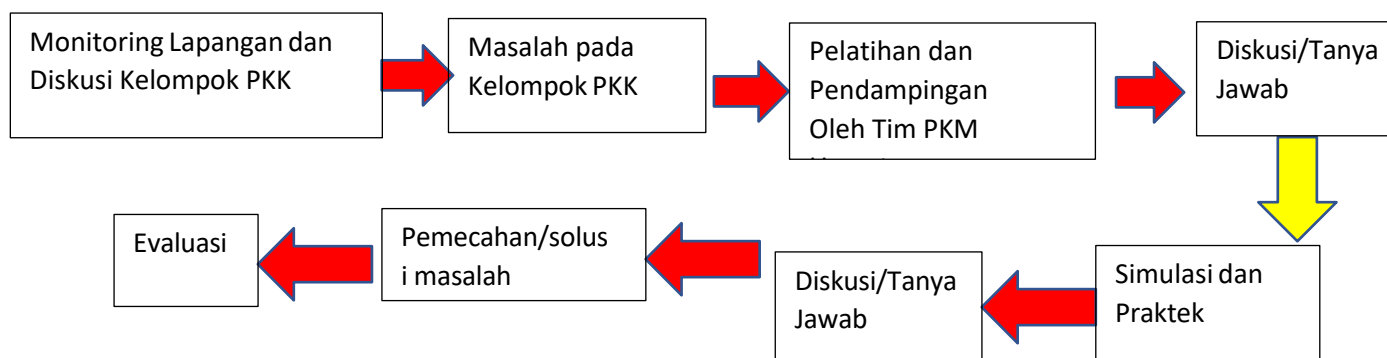 Monitoring Lapangan dan
Diskusi Kelompok PKK
Masalah pada
Kelompok PKK
Pelatihan dan
Pendampingan
Oleh Tim PKM
Diskusi/Tanya
Jawab
Simulasi dan
Praktek
Diskusi/Tanya
Jawab
Pemecahan/solus
i masalah
Evaluasi